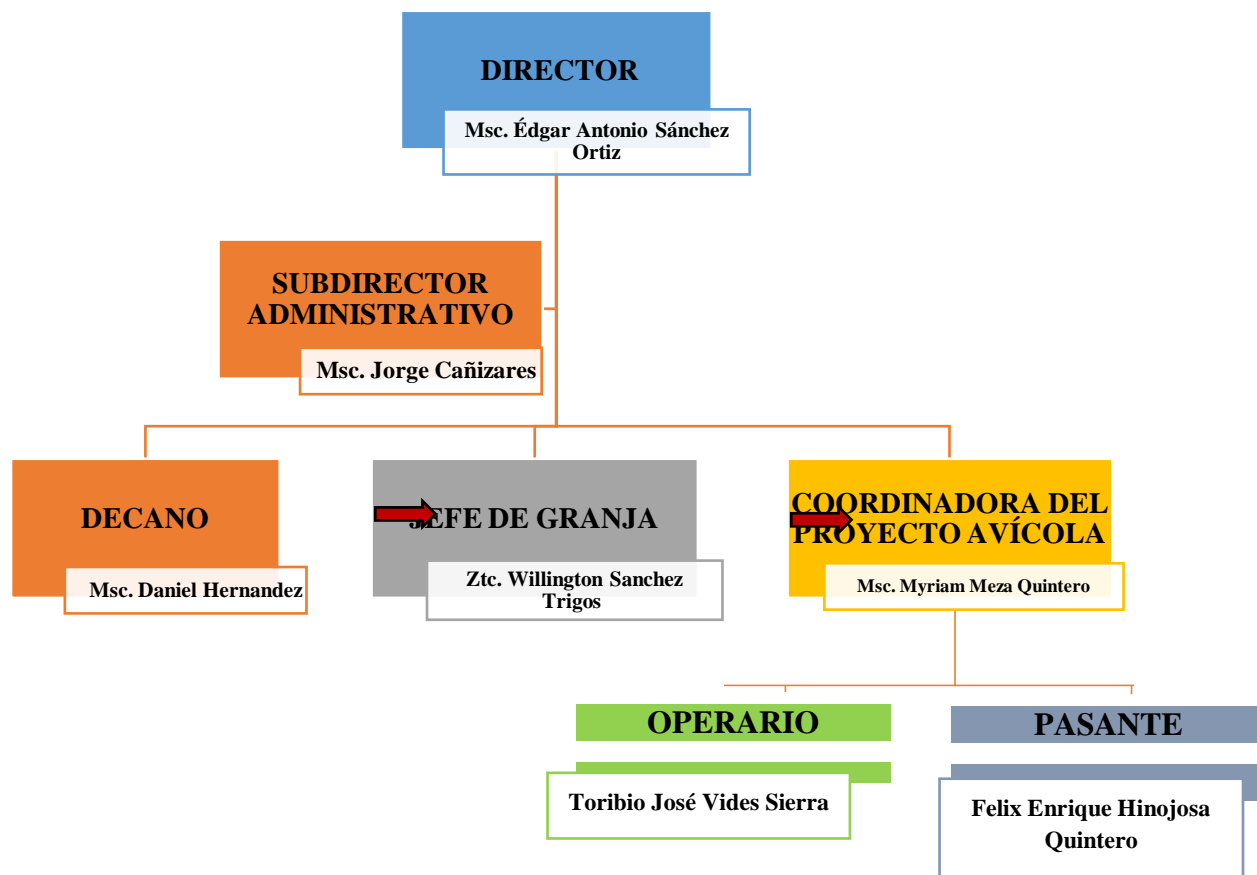 DIRECTOR
Msc. Édgar Antonio Sánchez
Ortiz
SUBDIRECTOR
ADMINISTRATIVO
Msc. Jorge Cañizares
DECANO
Msc. Daniel Hernandez
JEFE DE GRANJA
Ztc. Willington Sanchez
Trigos
COORDINADORA DEL
PROYECTO AVÍCOLA
Msc. Myriam Meza Quintero
OPERARIO
Toribio José Vides Sierra
PASANTE
Felix Enrique Hinojosa
Quintero